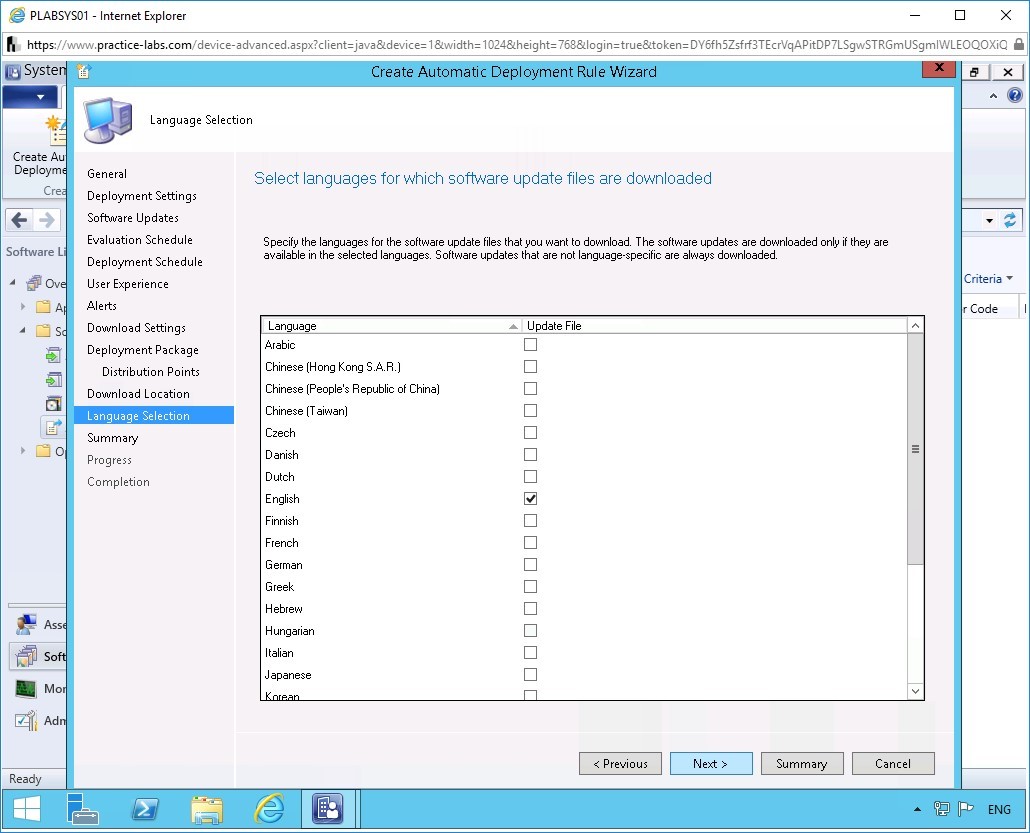 PLABSYS01 - Internet Explorer
https://www.practice-labs.com/device-advanced.aspx?client=java&device=1&width=1024&height=768&login=true&token=DY6fh5Zsfrf3TEcrVqAPitDP7LSgwSTRGmUSgmIWLEOQOXiQ
System
Create Automatic Deployment Rule Wizard
Language Selection
Create Au
Deployme
Crea
General
Deployment Settings
Software Updates
Evaluation Schedule
Deployment Schedule
User Experience
Alerts
Download Settings
Deployment Package
Distribution Points
Download Location
Language Selection
Summary
Progress
Completion
Select languages for which software update files are downloaded
Specify the languages for the software update files that you want to download. The software updates are downloaded only if they are
available in the selected languages. Software updates that are not language-specific are always downloaded.
Language Update File
Arabic
Chinese (Hong Kong S.A.R.)
Chinese (People's Republic of China)
Chinese (Taiwan)
Czech
Danish
Dutch
English
Finnish
French
German
Greek
Hebrew
Hungarian
Italian
Japanese
Korean
< Previous Next > Summary Cancel
Software Li
Ove
Ap
So
Op
Asse
Soft
Mor
Adm
Ready
Criteria
r Code
ENG